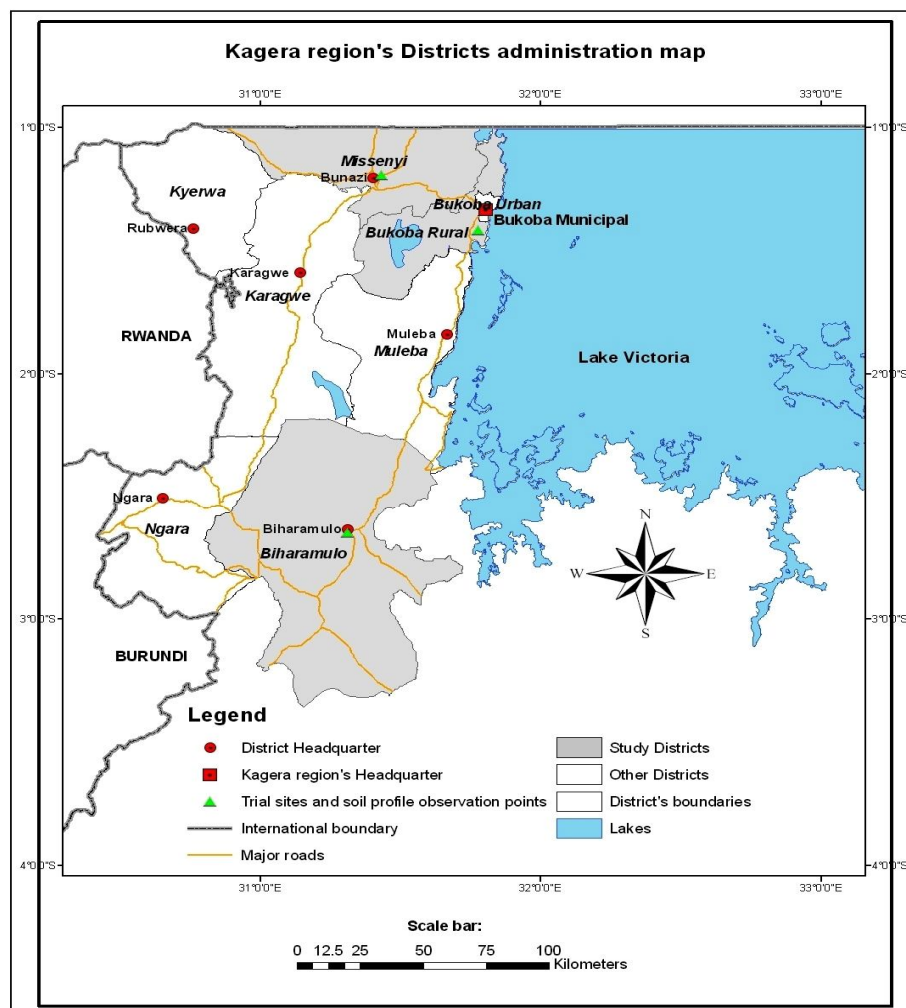 Kagera region's Districts administration map
31°0'0"E 32°0'0"E 33°0'0"E
1°0'0"S 1°0'0"S
Missenyi
Bunazi
Kyerwa
Bukoba Urban
Bukoba Municipal
Rubwera
Bukoba Rural
Karagwe
Karagwe
RWANDA
Muleba
Muleba
Lake Victoria
2°0'0"S 2°0'0"S
Ngara
Ngara
Biharamulo
Biharamulo
N
W E
S
3°0'0"S 3°0'0"S
BURUNDI
Legend
District Headquarter
Kagera region's Headquarter
Trial sites and soil profile observation points
International boundary
Major roads
Study Districts
Other Districts
District's boundaries
Lakes
4°0'0"S 4°0'0"S
31°0'0"E 32°0'0"E 33°0'0"E
Scale bar:
0 12.5 25 50 75 100
Kilometers